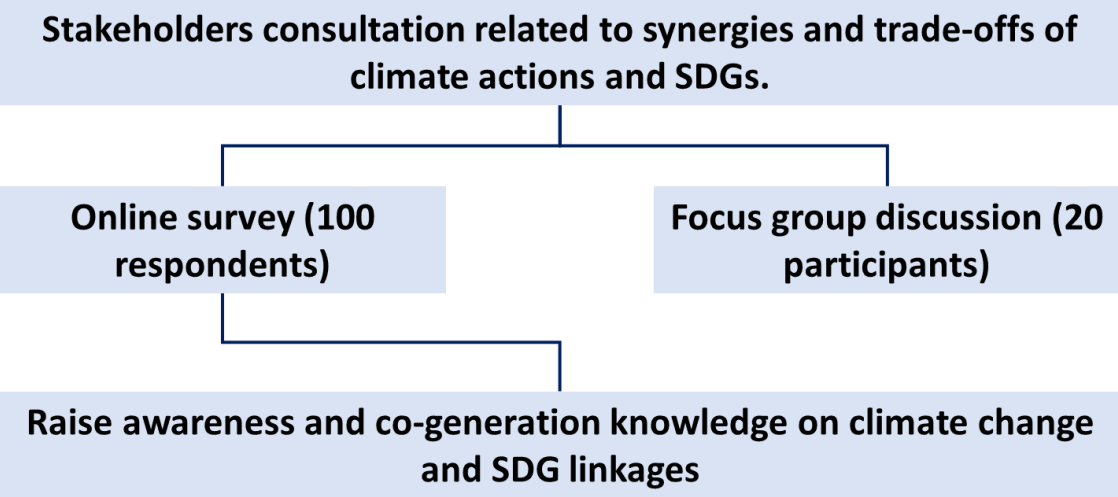 Stakeholders consultation related to synergies and trade-offs of
climate actions and SDGs.
Online survey (100
respondents)
Focus group discussion (20
participants)
Raise awareness and co-generation knowledge on climate change
and SDG linkages